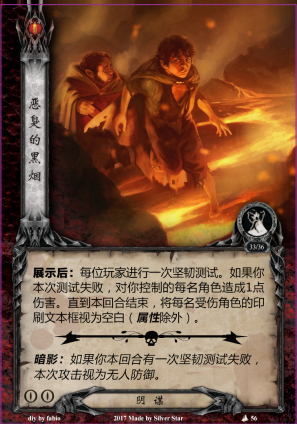 恶臭的黑烟
33/36
展示后：每位玩家进行一次坚韧测试。如果你
本次测试失败，对你控制的每名角色造成1点
伤害。直到本回合结束，将每名受伤角色的印
刷文本框视为空白（属性除外）。
暗影：如果你本回合有一次坚韧测试失败，
本次攻击视为无人防御。
阴谋
diy by fabio
2017 Made by Silver Star
56